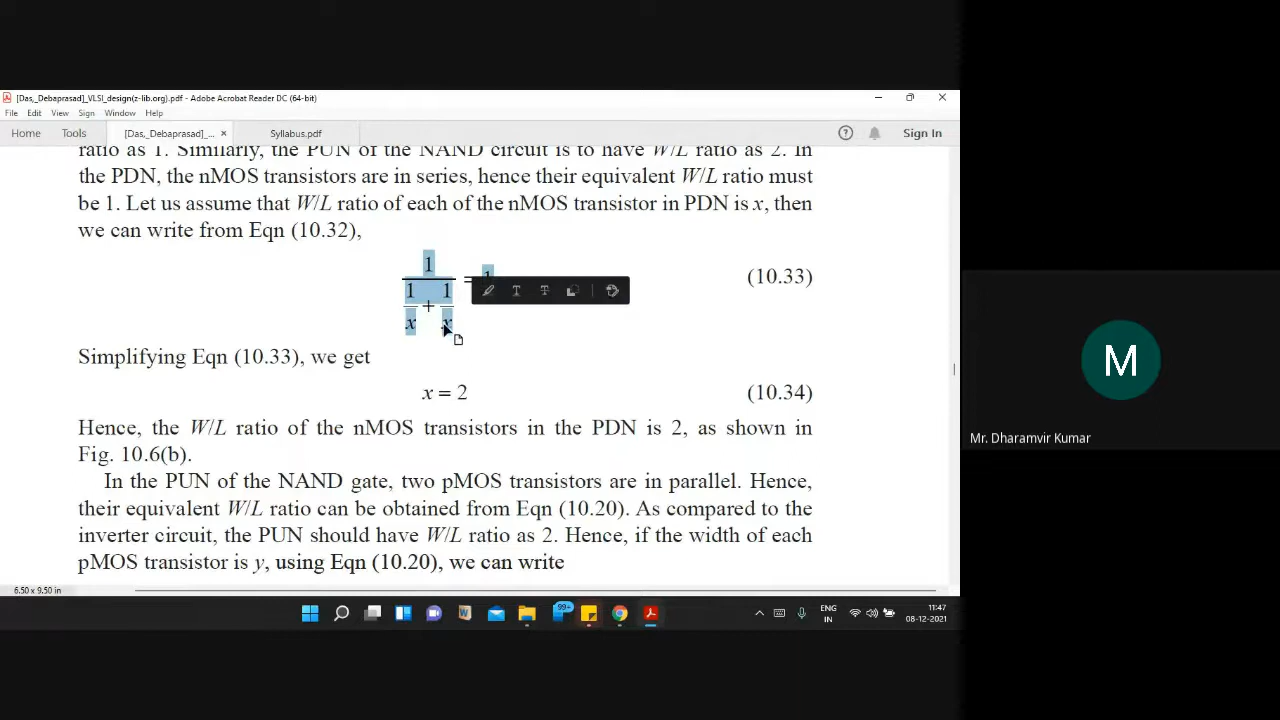 [Das,_Debaprasad]_VLSI_design(z-lib.org).pdf - Adobe Acrobat Reader DC (64-bit)
File Edit View Sign Window Help
Home Tools [Das,_Debaprasad]_... × Syllabus.pdf ? Sign In
ratio as 1. Similarly, the PUN of the NAND circuit is to have W/L ratio as 2. In
the PDN, the nMOS transistors are in series, hence their equivalent W/L ratio must
be 1. Let us assume that W/L ratio of each of the nMOS transistor in PDN is x, then
we can write from Eqn (10.32),
1
1 + 1 = 1 (10.33)
x x
Simplifying Eqn (10.33), we get
x = 2 (10.34)
Hence, the W/L ratio of the nMOS transistors in the PDN is 2, as shown in
Fig. 10.6(b).
In the PUN of the NAND gate, two pMOS transistors are in parallel. Hence,
their equivalent W/L ratio can be obtained from Eqn (10.20). As compared to the
inverter circuit, the PUN should have W/L ratio as 2. Hence, if the width of each
pMOS transistor is y, using Eqn (10.20), we can write
6.50 x 9.50 in
99+
ENG
IN
11:47
08-12-2021
M
Mr. Dharamvir Kumar